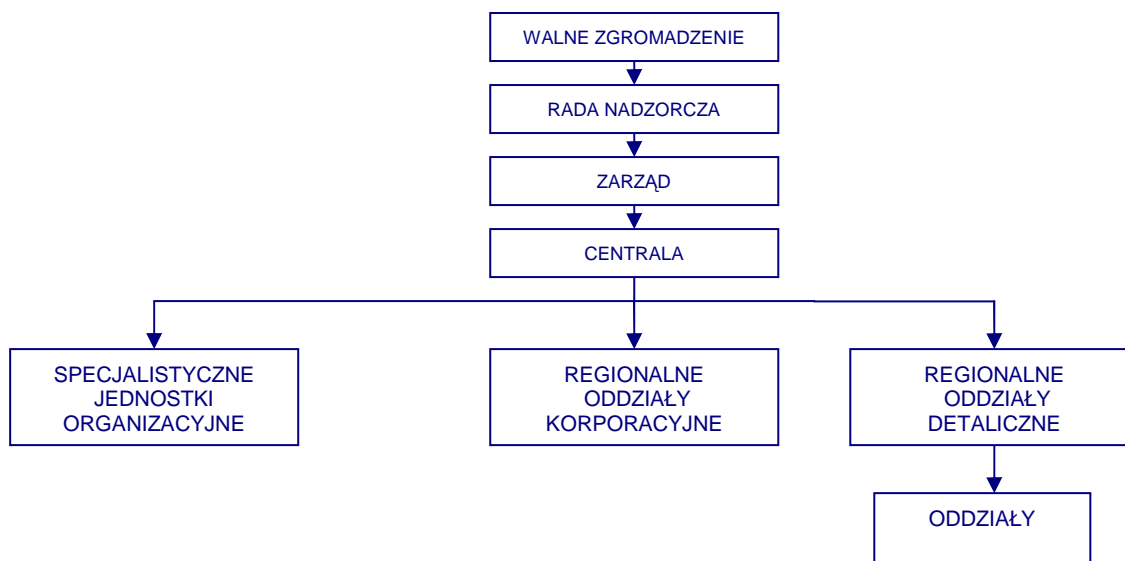 WALNE ZGROMADZENIE
RADA NADZORCZA
ZARZĄD
CENTRALA
SPECJALISTYCZNE
JEDNOSTKI
ORGANIZACYJNE
REGIONALNE
ODDZIAŁY
KORPORACYJNE
REGIONALNE
ODDZIAŁY
DETALICZNE
ODDZIAŁY